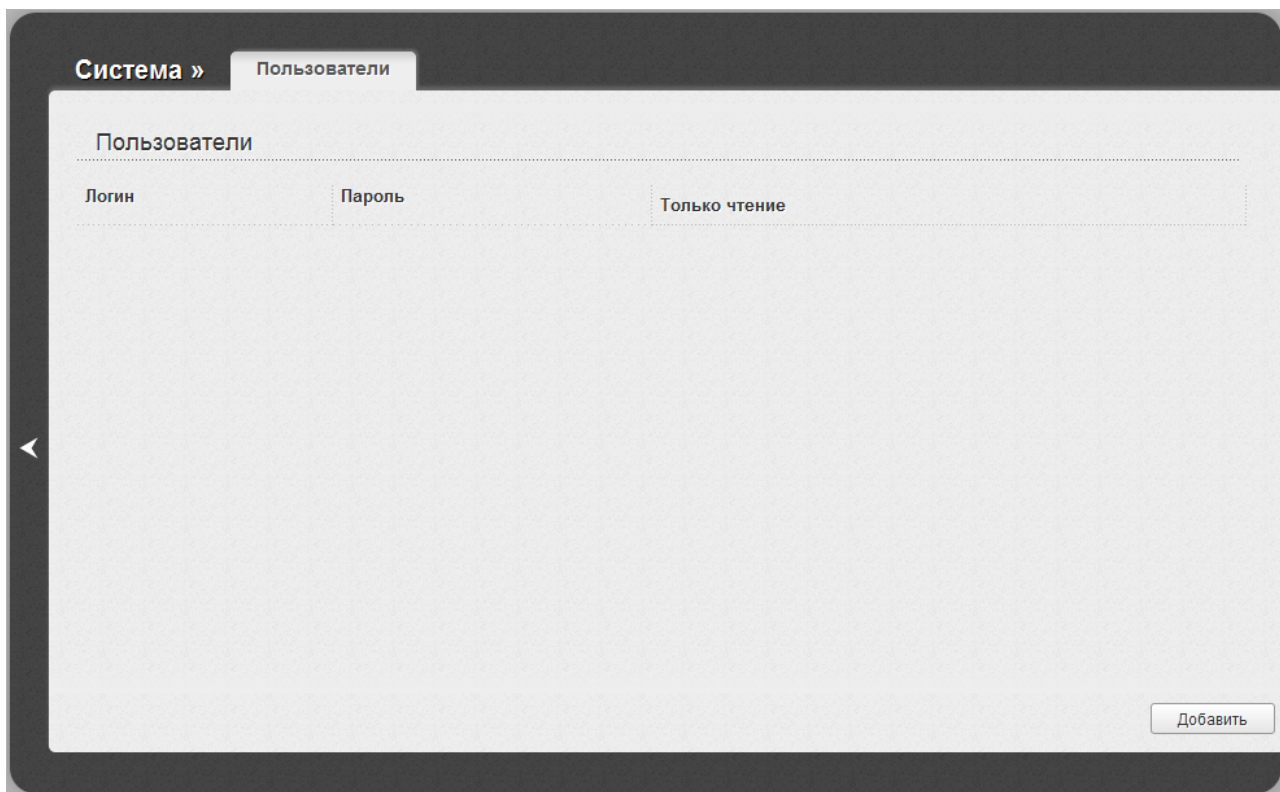 Система » Пользователи
Пользователи
Логин Пароль Только чтение
Добавить